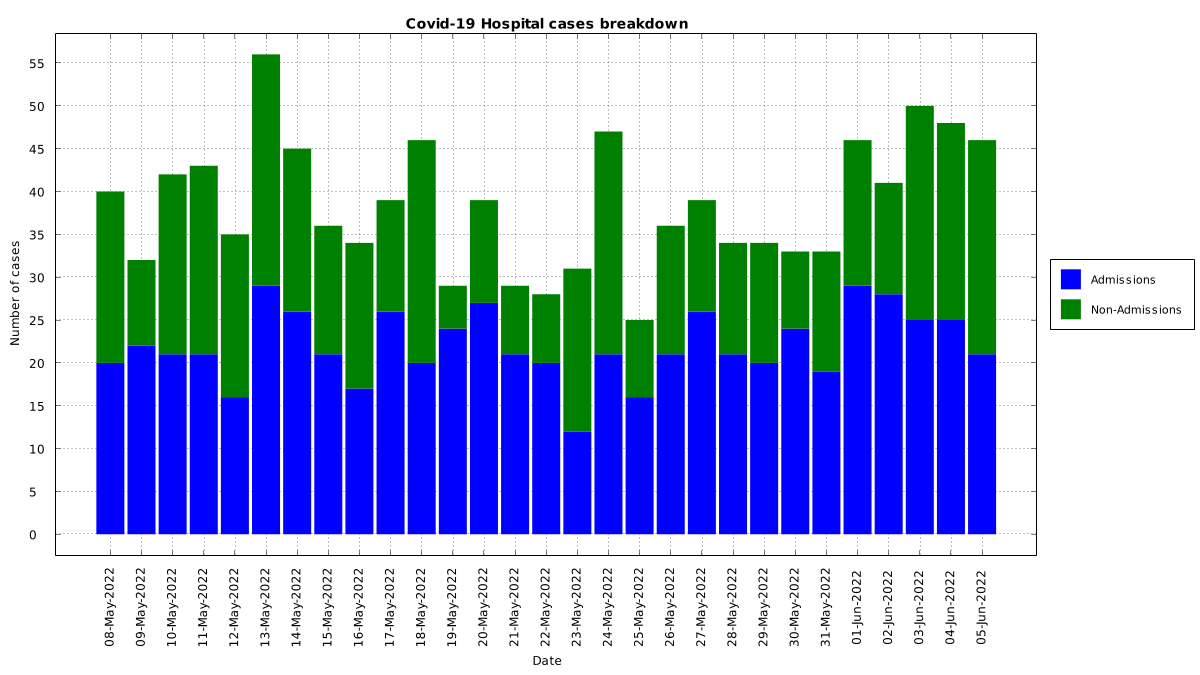 Covid-19 Hospital cases breakdown
55
50
45
40
35
30
25
20
15
10
5
0
Number of cases
08-May-2022
09-May-2022
10-May-2022
11-May-2022
12-May-2022
13-May-2022
14-May-2022
15-May-2022
16-May-2022
17-May-2022
18-May-2022
19-May-2022
20-May-2022
21-May-2022
22-May-2022
23-May-2022
24-May-2022
25-May-2022
26-May-2022
27-May-2022
28-May-2022
29-May-2022
30-May-2022
31-May-2022
01-Jun-2022
02-Jun-2022
03-Jun-2022
04-Jun-2022
05-Jun-2022
Date
Admissions
Non-Admissions